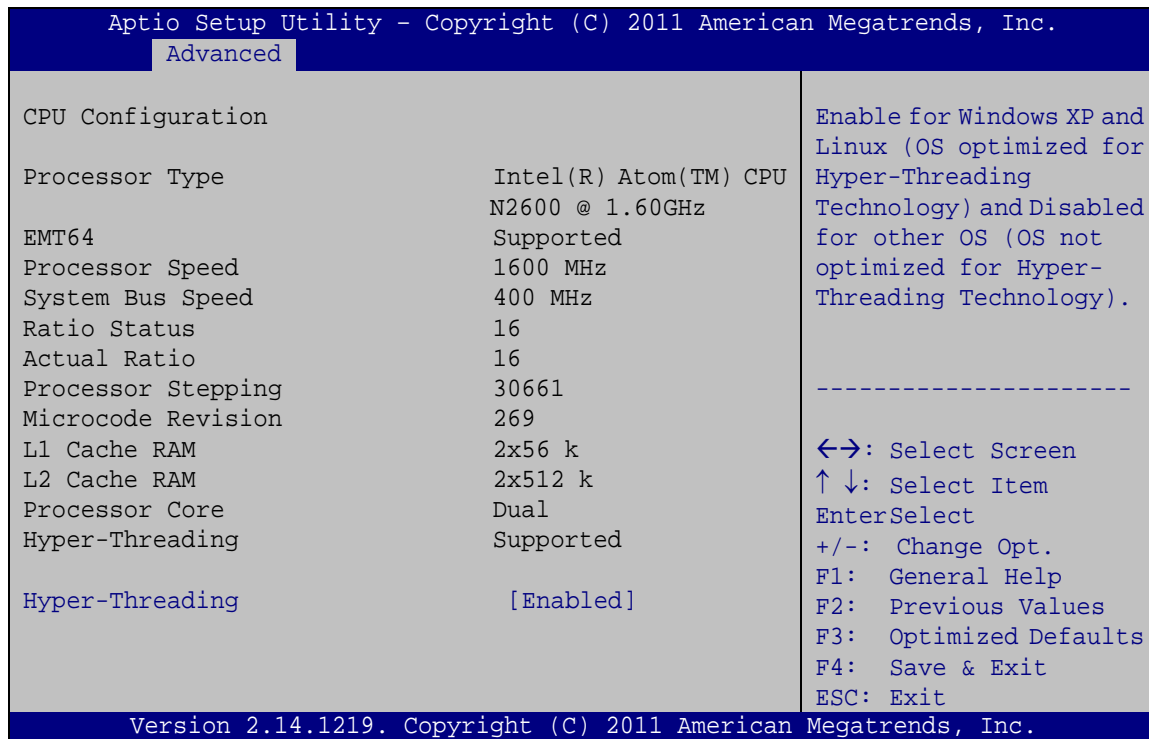 Aptio Setup Utility – Copyright (C) 2011 American Megatrends, Inc.
Advanced
CPU Configuration
Processor Type Intel(R) Atom(TM) CPU
N2600 @ 1.60GHz
EMT64 Supported
Processor Speed 1600 MHz
System Bus Speed 400 MHz
Ratio Status 16
Actual Ratio 16
Processor Stepping 30661
Microcode Revision 269
L1 Cache RAM 2x56 k
L2 Cache RAM 2x512 k
Processor Core Dual
Hyper-Threading Supported
Hyper-Threading [Enabled]
Enable for Windows XP and
Linux (OS optimized for
Hyper-Threading
Technology) and Disabled
for other OS (OS not
optimized for Hyper-
Threading Technology).
----------------------
←→: Select Screen
↑ ↓: Select Item
EnterSelect
+/-: Change Opt.
F1: General Help
F2: Previous Values
F3: Optimized Defaults
F4: Save & Exit
ESC: Exit
Version 2.14.1219. Copyright (C) 2011 American Megatrends, Inc.